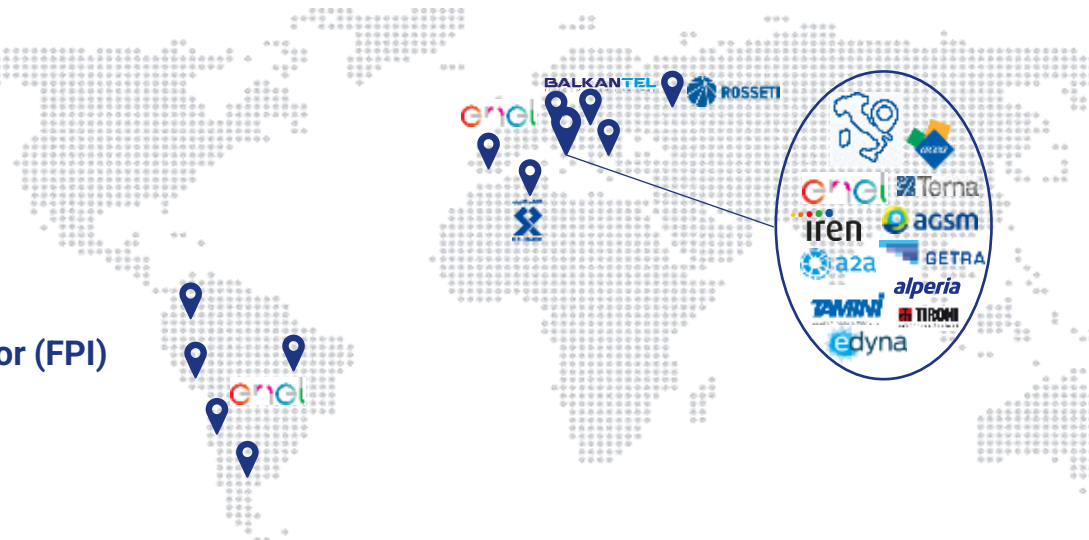 BALKANTEL
ROSSETI
enel
enel
Terna
iren
agsm
a2a
GETRA
alperia
TAMINI
TIRONI
edyna
or (FPI)
enel